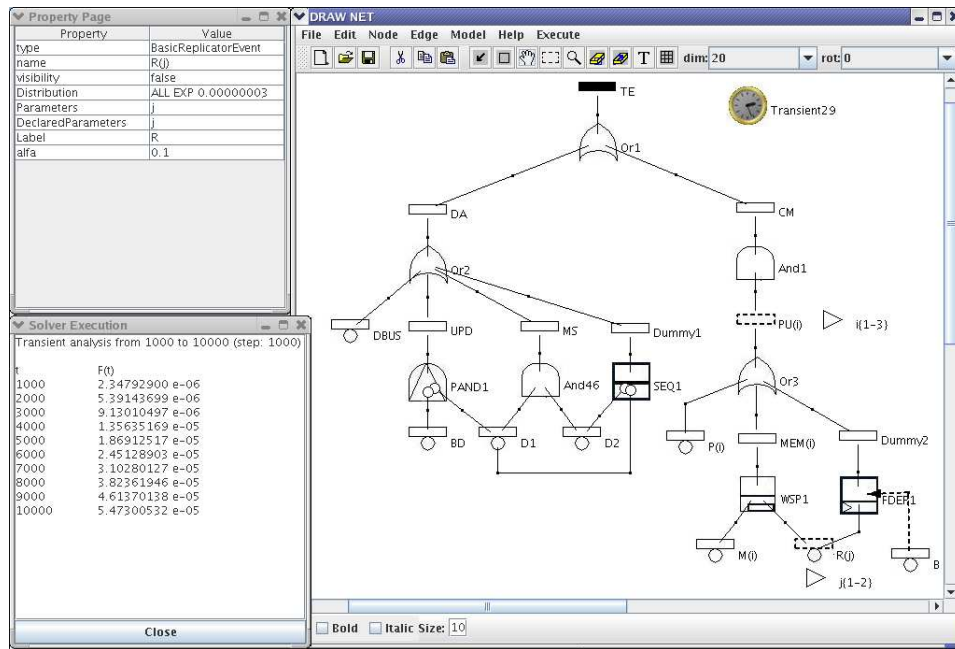 Property Page
Property Value
type BasicReplicatorEvent
name R(j)
visibility false
Distribution ALL EXP 0.00000003
Parameters j
DeclaredParameters j
Label R
alfa 0.1
Solver Execution
Transient analysis from 1000 to 10000 (step: 1000)
t F(t)
1000 2.34792900 e-06
2000 5.39143699 e-06
3000 9.13010497 e-06
4000 1.35635169 e-05
5000 1.86912517 e-05
6000 2.45128903 e-05
7000 3.10280127 e-05
8000 3.82361946 e-05
9000 4.61370138 e-05
10000 5.47300532 e-05
Close
DRAW NET
File Edit Node Edge Model Help Execute
T dim: 20 rot: 0
TE
Transient29
Or1
DA
CM
Or2
And1
DBUS
UPD
MS
Dummy1
PU(i)
i{1-3}
PAND1
And46
SEQ1
Or3
BD
D1
D2
P(i)
MEM(i)
Dummy2
WSP1
FDEP1
M(i)
R(j)
B
j{1-2}
Bold Italic Size: 10